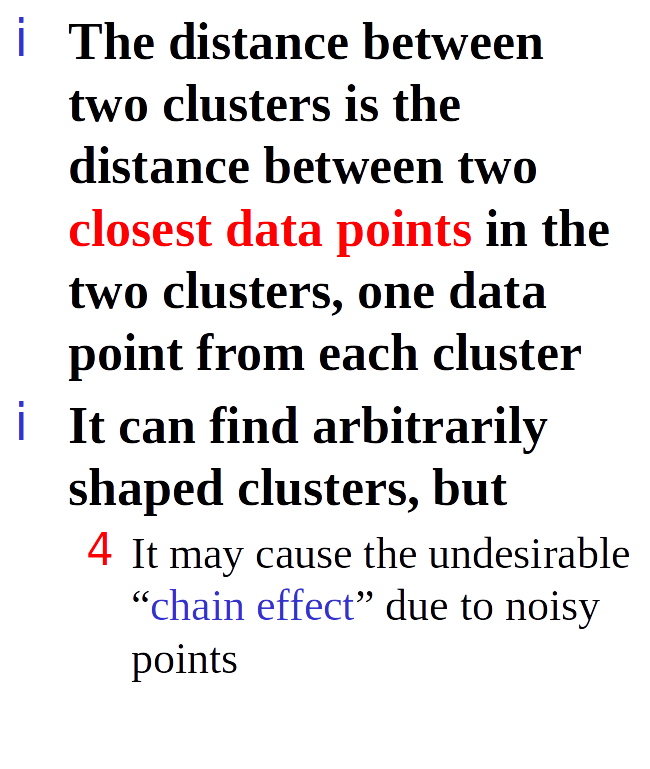 i The distance between
two clusters is the
distance between two
closest data points in the
two clusters, one data
point from each cluster
i It can find arbitrarily
shaped clusters, but
4 It may cause the undesirable
“chain effect” due to noisy
points